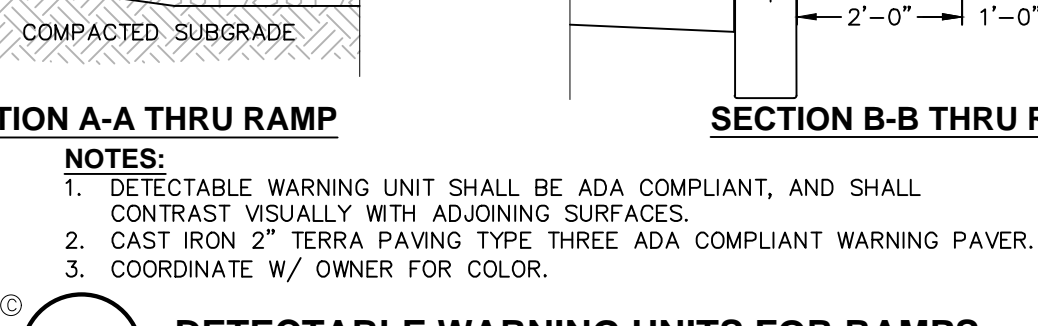 COMPACTED SUBGRADE
2'-0" 1'-0"
TION A-A THRU RAMP
SECTION B-B THRU
NOTES:
1. DETECTABLE WARNING UNIT SHALL BE ADA COMPLIANT, AND SHALL
CONTRAST VISUALLY WITH ADJOINING SURFACES.
2. CAST IRON 2" TERRA PAVING TYPE THREE ADA COMPLIANT WARNING PAVER.
3. COORDINATE W/ OWNER FOR COLOR.
©
DETECTABLE WARNING UNITS FOR RAMPS